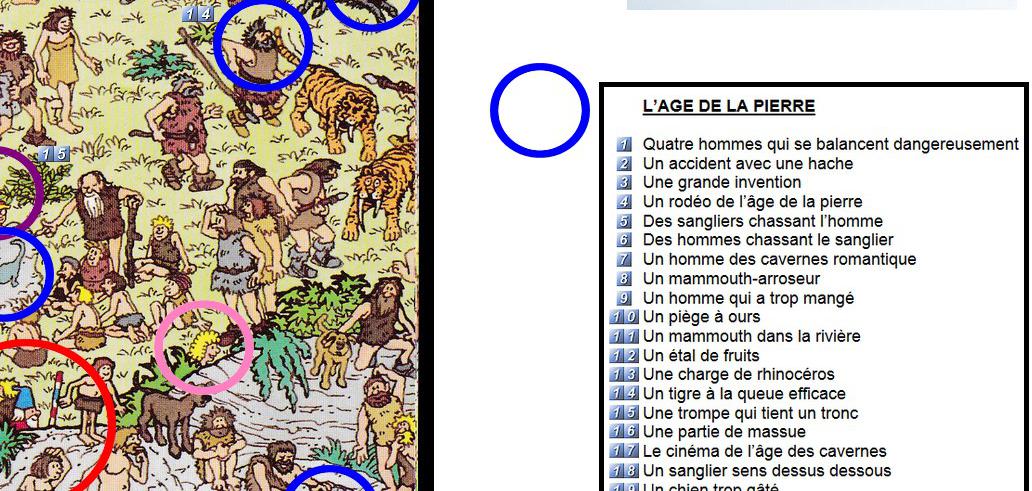 14
15
L'AGE DE LA PIERRE
1 Quatre hommes qui se balancent dangereusement
2 Un accident avec une hache
3 Une grande invention
4 Un rodéo de l'âge de la pierre
5 Des sangliers chassant l'homme
6 Des hommes chassant le sanglier
7 Un homme des cavernes romantique
8 Un mammouth-arroseur
9 Un homme qui a trop mangé
10 Un piège à ours
11 Un mammouth dans la rivière
12 Un étal de fruits
13 Une charge de rhinocéros
14 Un tigre à la queue efficace
15 Une trompe qui tient un tronc
16 Une partie de massue
17 Le cinéma de l'âge des cavernes
18 Un sanglier sens dessus dessous
19 Un chien trop gâté